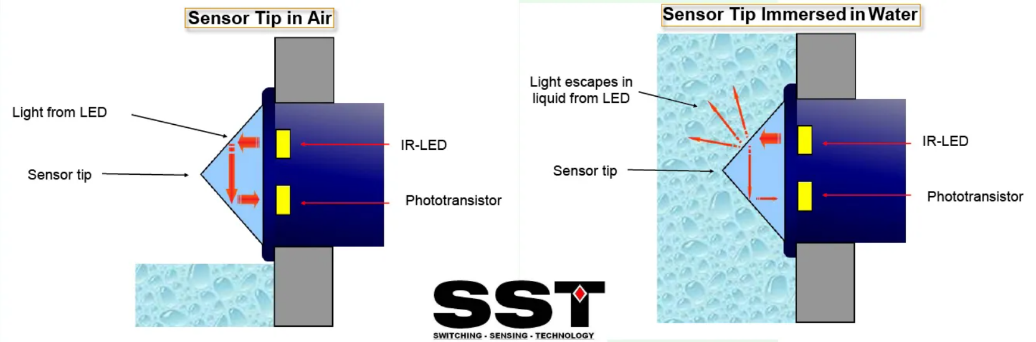 Sensor Tip in Air
Light from LED
Sensor tip
IR-LED
Phototransistor
Sensor Tip Immersed in Water
Light escapes in
liquid from LED
Sensor tip
IR-LED
Phototransistor
SST
SWITCHING - SENSING - TECHNOLOGY